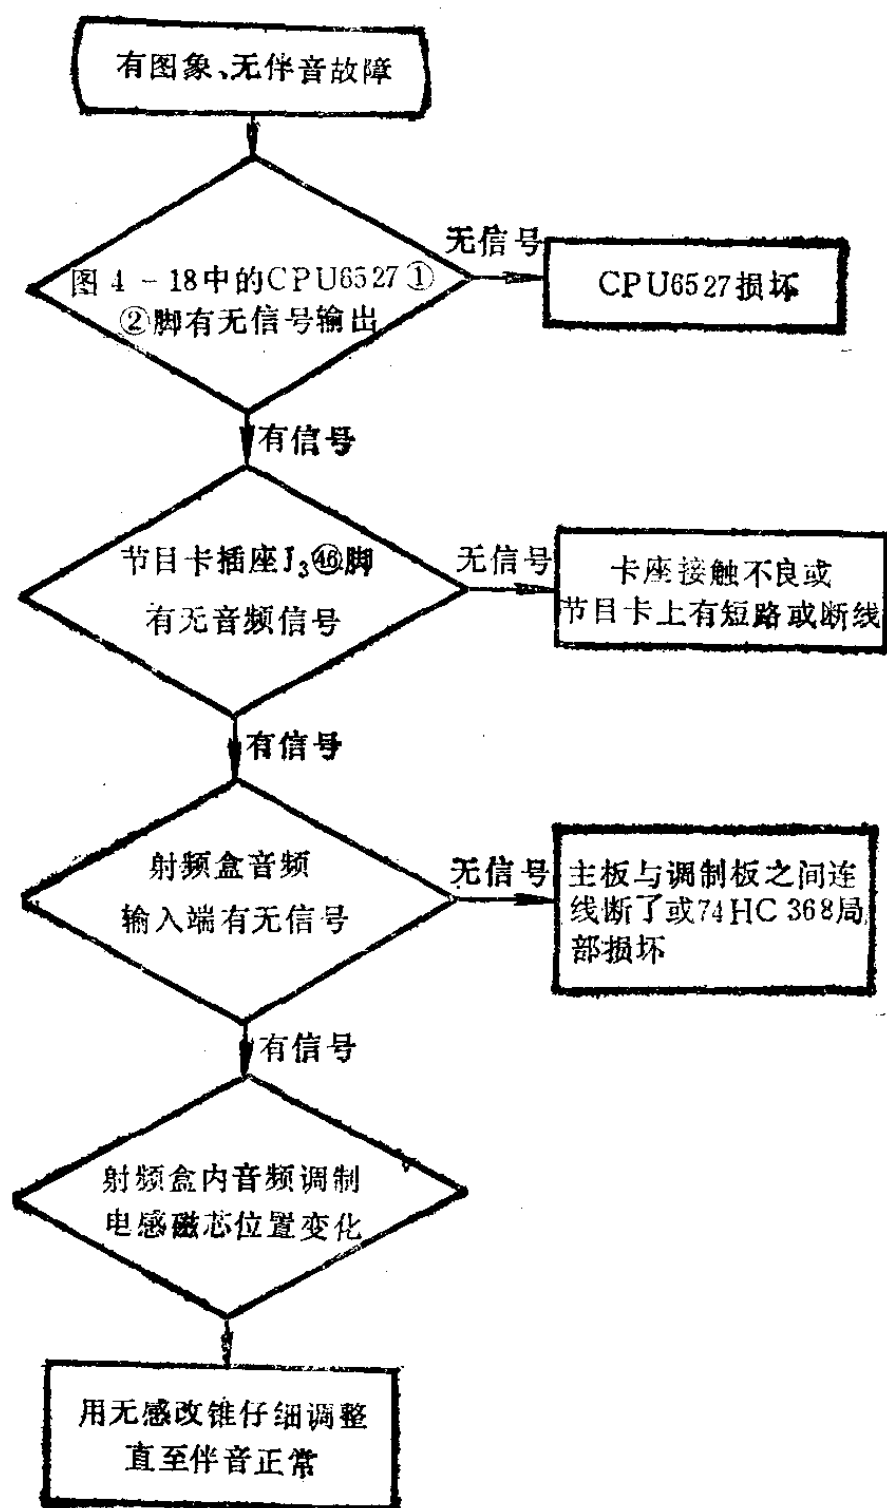 有图象、无伴音故障
无信号
图4-18中的CPU6527①
②脚有无信号输出
CPU6527损坏
有信号
节目卡插座J₃㊻脚
有无音频信号
无信号
卡座接触不良或
节目卡上有短路或断线
有信号
射频盒音频
输入端有无信号
无信号
主板与调制板之间连
线断了或74HC368局
部损坏
有信号
射频盒内音频调制
电感磁芯位置变化
用无感改锥仔细调整
直至伴音正常